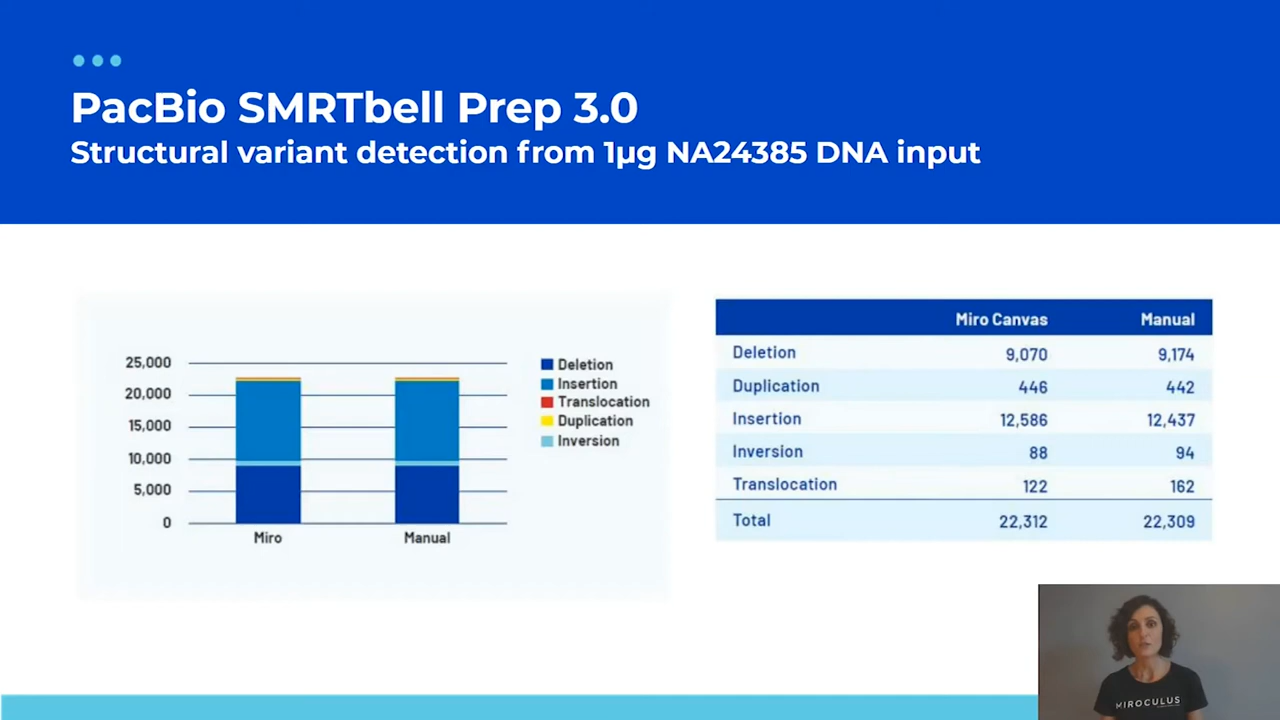 PacBio SMRTbell Prep 3.0
Structural variant detection from 1µg NA24385 DNA input
25,000
20,000
15,000
10,000
5,000
0
Miro Manual
Deletion
Insertion
Translocation
Duplication
Inversion
Miro Canvas Manual
Deletion 9,070 9,174
Duplication 446 442
Insertion 12,586 12,437
Inversion 88 94
Translocation 122 162
Total 22,312 22,309
MIROCULUS